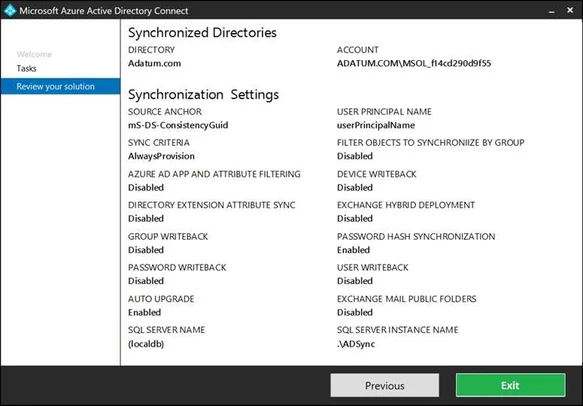 Microsoft Azure Active Directory Connect
Welcome
Tasks
Review your solution
Synchronized Directories
DIRECTORY ACCOUNT
Adatum.com ADATUM.COM\MSOL_f14cd290d9f55
Synchronization Settings
SOURCE ANCHOR USER PRINCIPAL NAME
mS-DS-ConsistencyGuid userPrincipalName
SYNC CRITERIA FILTER OBJECTS TO SYNCHRONIIZE BY GROUP
AlwaysProvision Disabled
AZURE AD APP AND ATTRIBUTE FILTERING DEVICE WRITEBACK
Disabled Disabled
DIRECTORY EXTENSION ATTRIBUTE SYNC EXCHANGE HYBRID DEPLOYMENT
Disabled Disabled
GROUP WRITEBACK PASSWORD HASH SYNCHRONIZATION
Disabled Enabled
PASSWORD WRITEBACK USER WRITEBACK
Disabled Disabled
AUTO UPGRADE EXCHANGE MAIL PUBLIC FOLDERS
Enabled Disabled
SQL SERVER NAME SQL SERVER INSTANCE NAME
(localdb) .\ADSync
Previous Exit